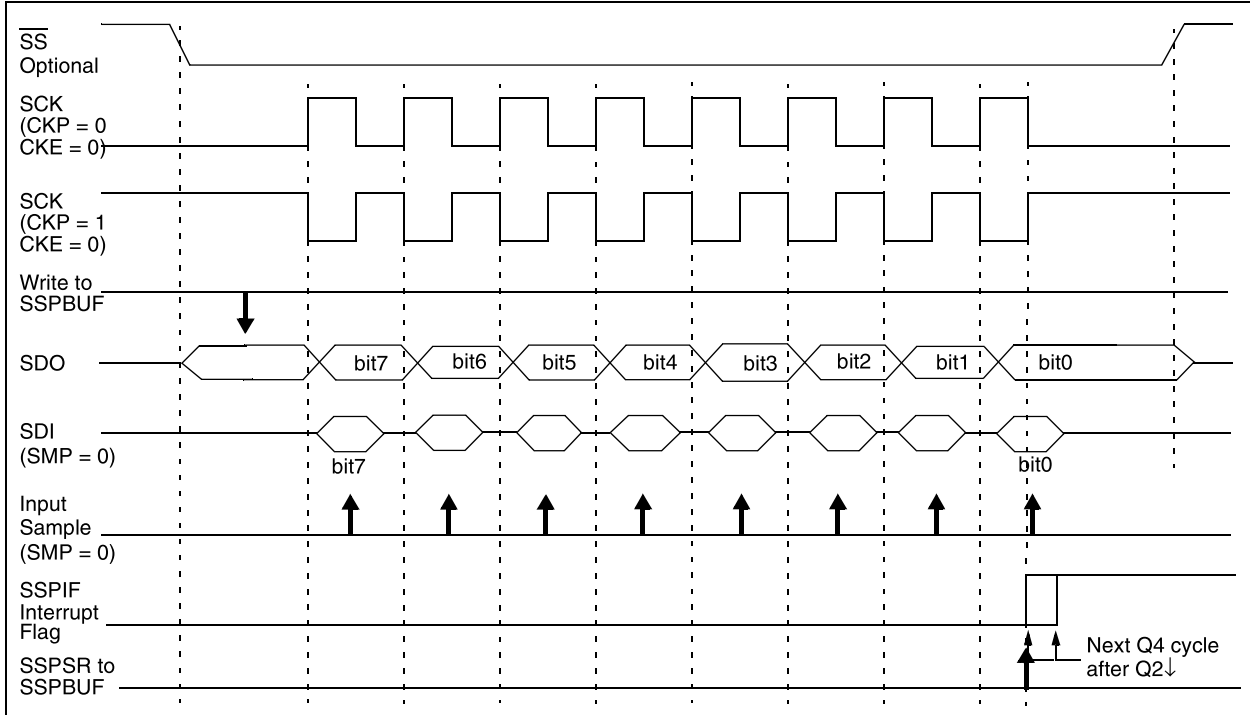 SS
Optional
SCK
(CKP = 0
CKE = 0)
SCK
(CKP = 1
CKE = 0)
Write to
SSPBUF
SDO
bit7 bit6 bit5 bit4 bit3 bit2 bit1 bit0
SDI
(SMP = 0)
bit7 bit0
Input
Sample
(SMP = 0)
SSPIF
Interrupt
Flag
Next Q4 cycle
after Q2↓
SSPSR to
SSPBUF